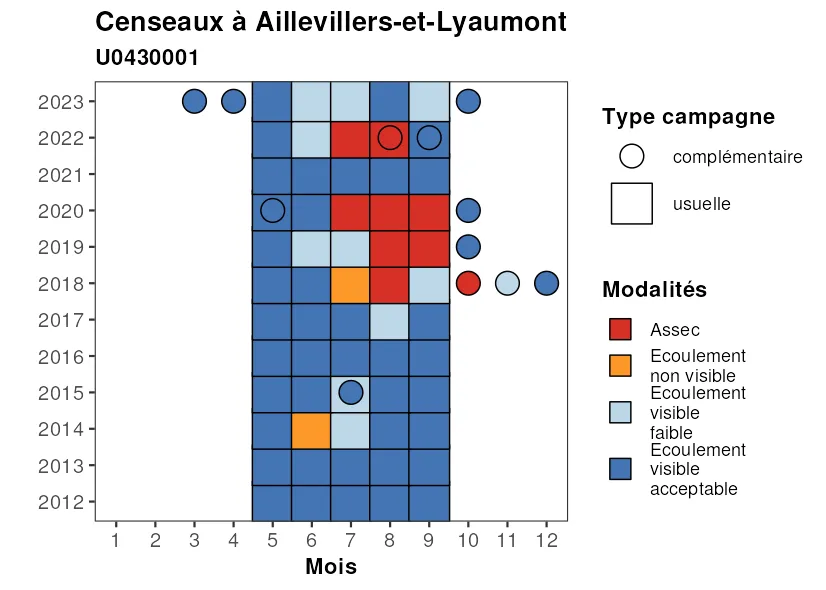 Censeaux à Aillevillers-et-Lyaumont
U0430001
2023
2022
2021
2020
2019
2018
2017
2016
2015
2014
2013
2012
1 2 3 4 5 6 7 8 9 10 11 12
Mois
Type campagne
complémentaire
usuelle
Modalités
Assec
Ecoulement
non visible
Ecoulement
visible
faible
Ecoulement
visible
acceptable